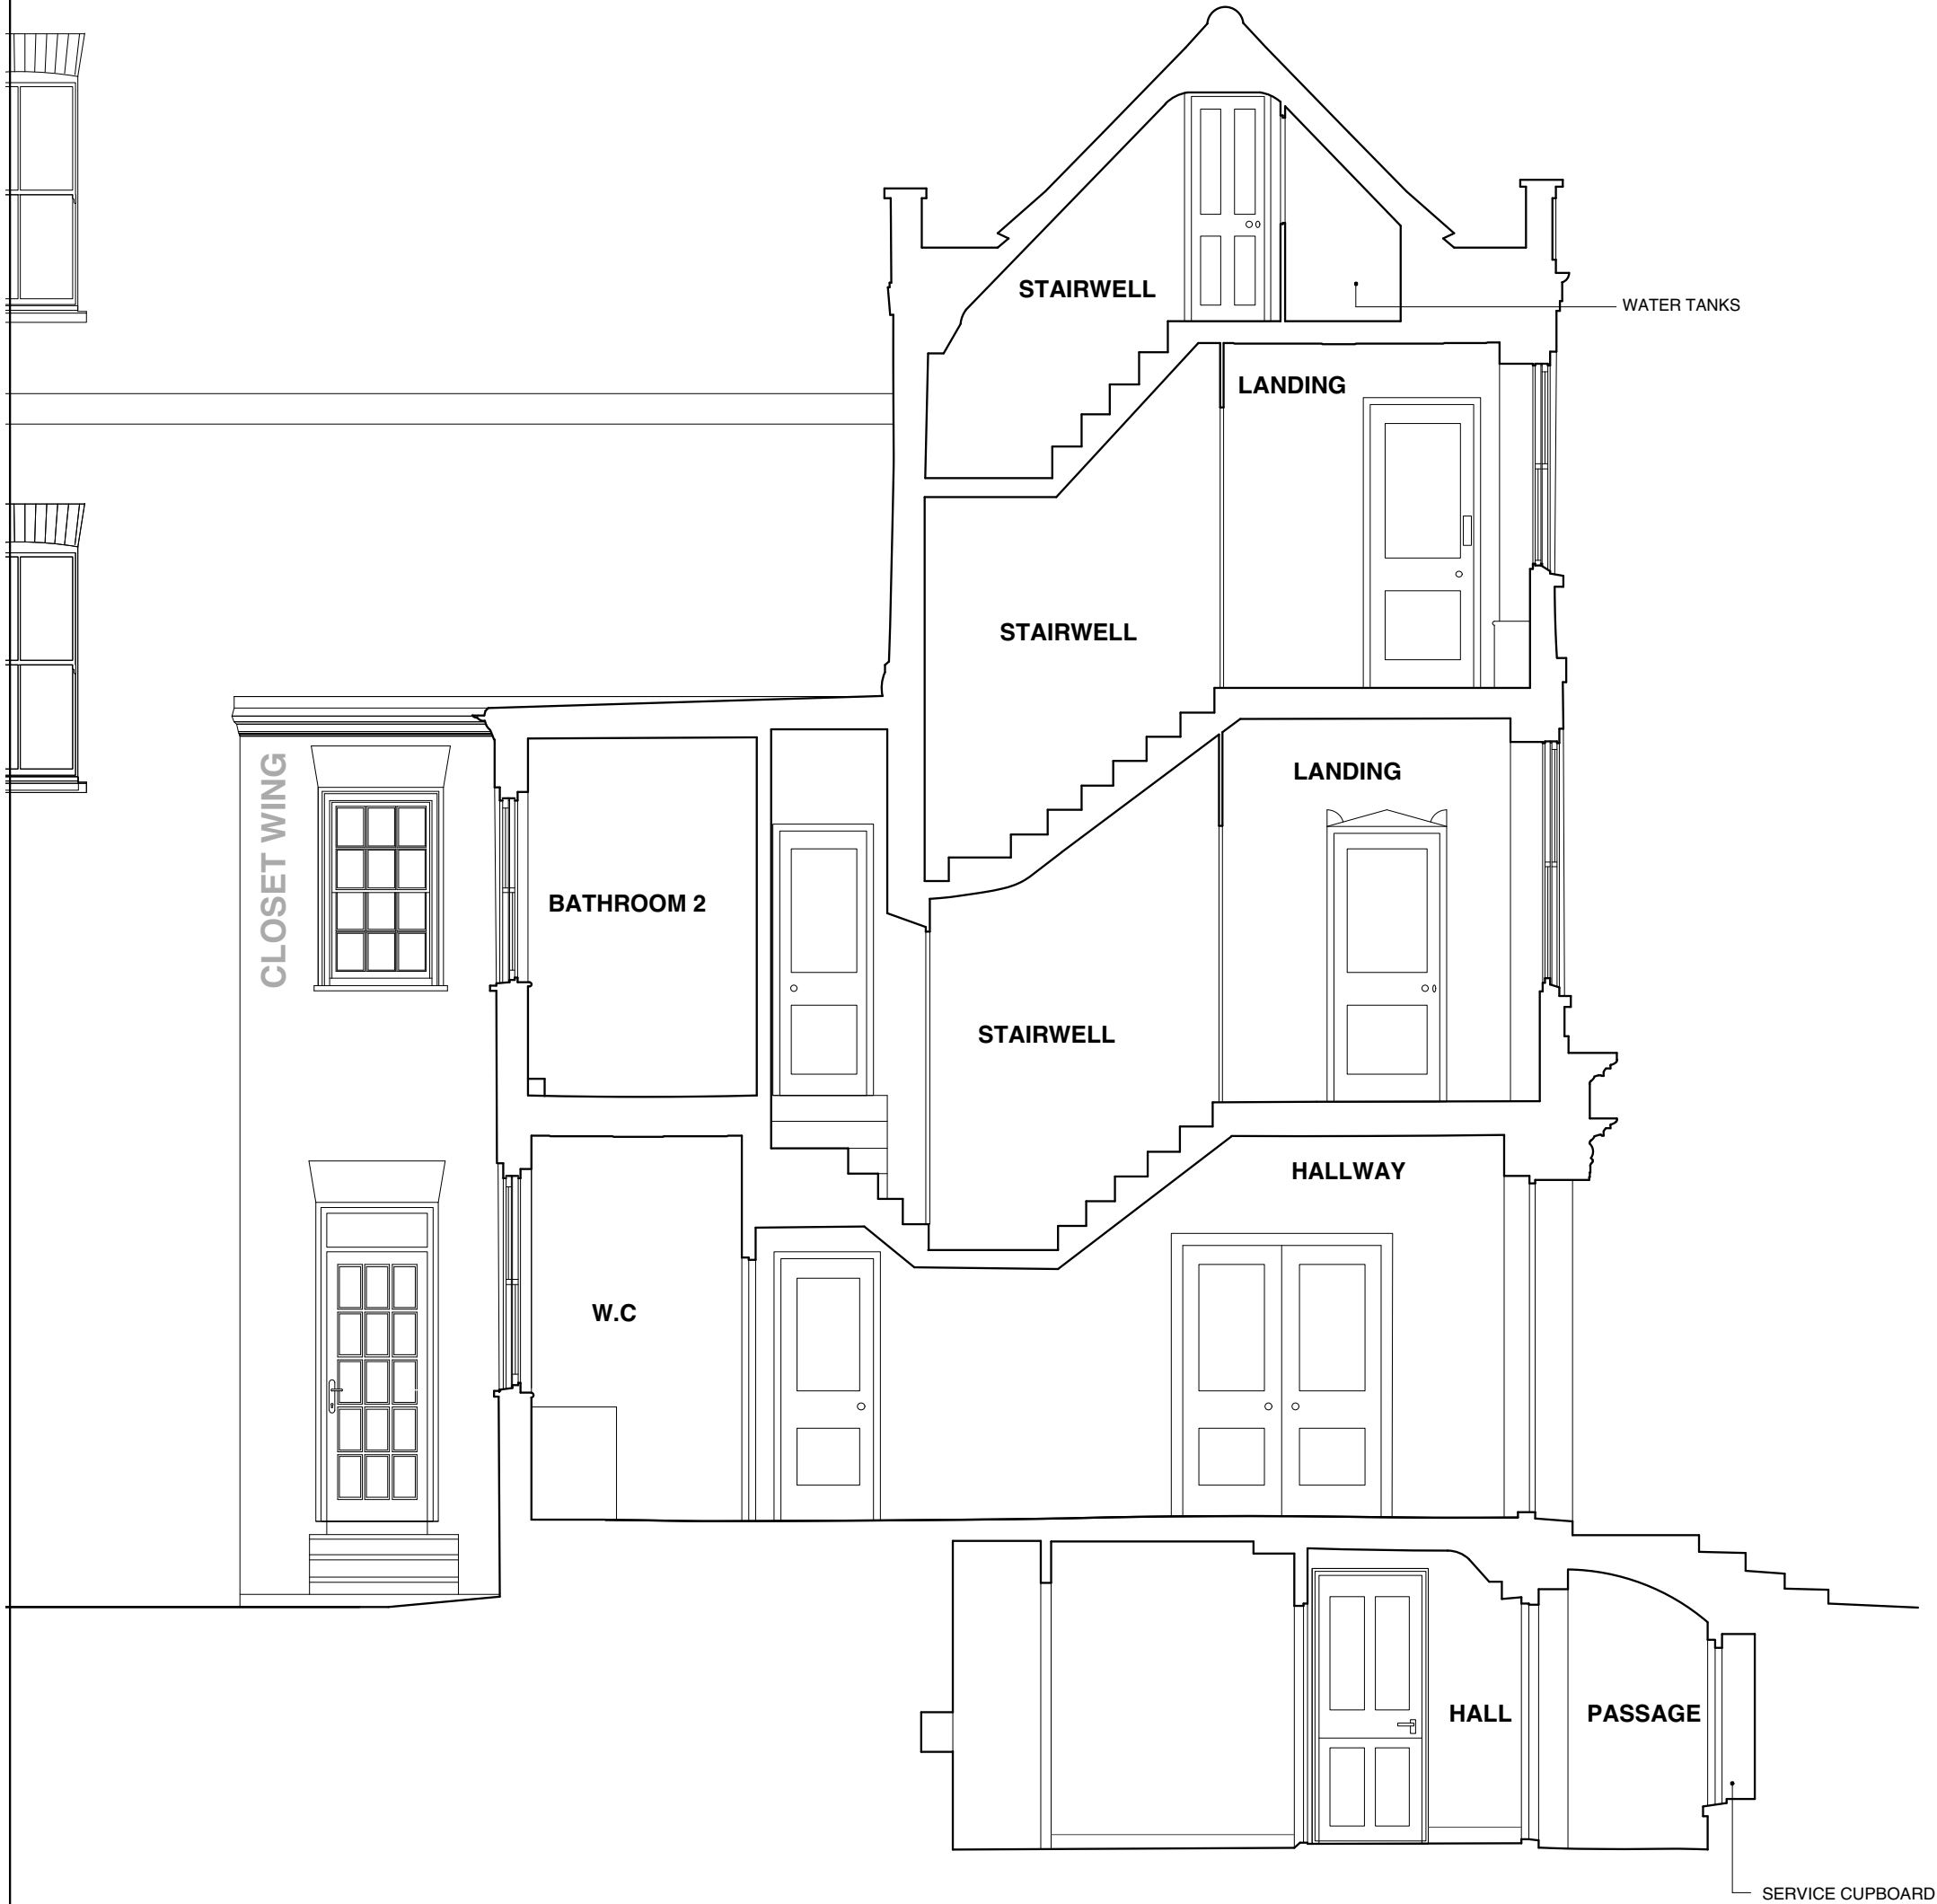 STAIRWELL
WATER TANKS
LANDING
STAIRWELL
LANDING
CLOSET WING
BATHROOM 2
STAIRWELL
HALLWAY
W.C
HALL
PASSAGE
SERVICE CUPBOARD